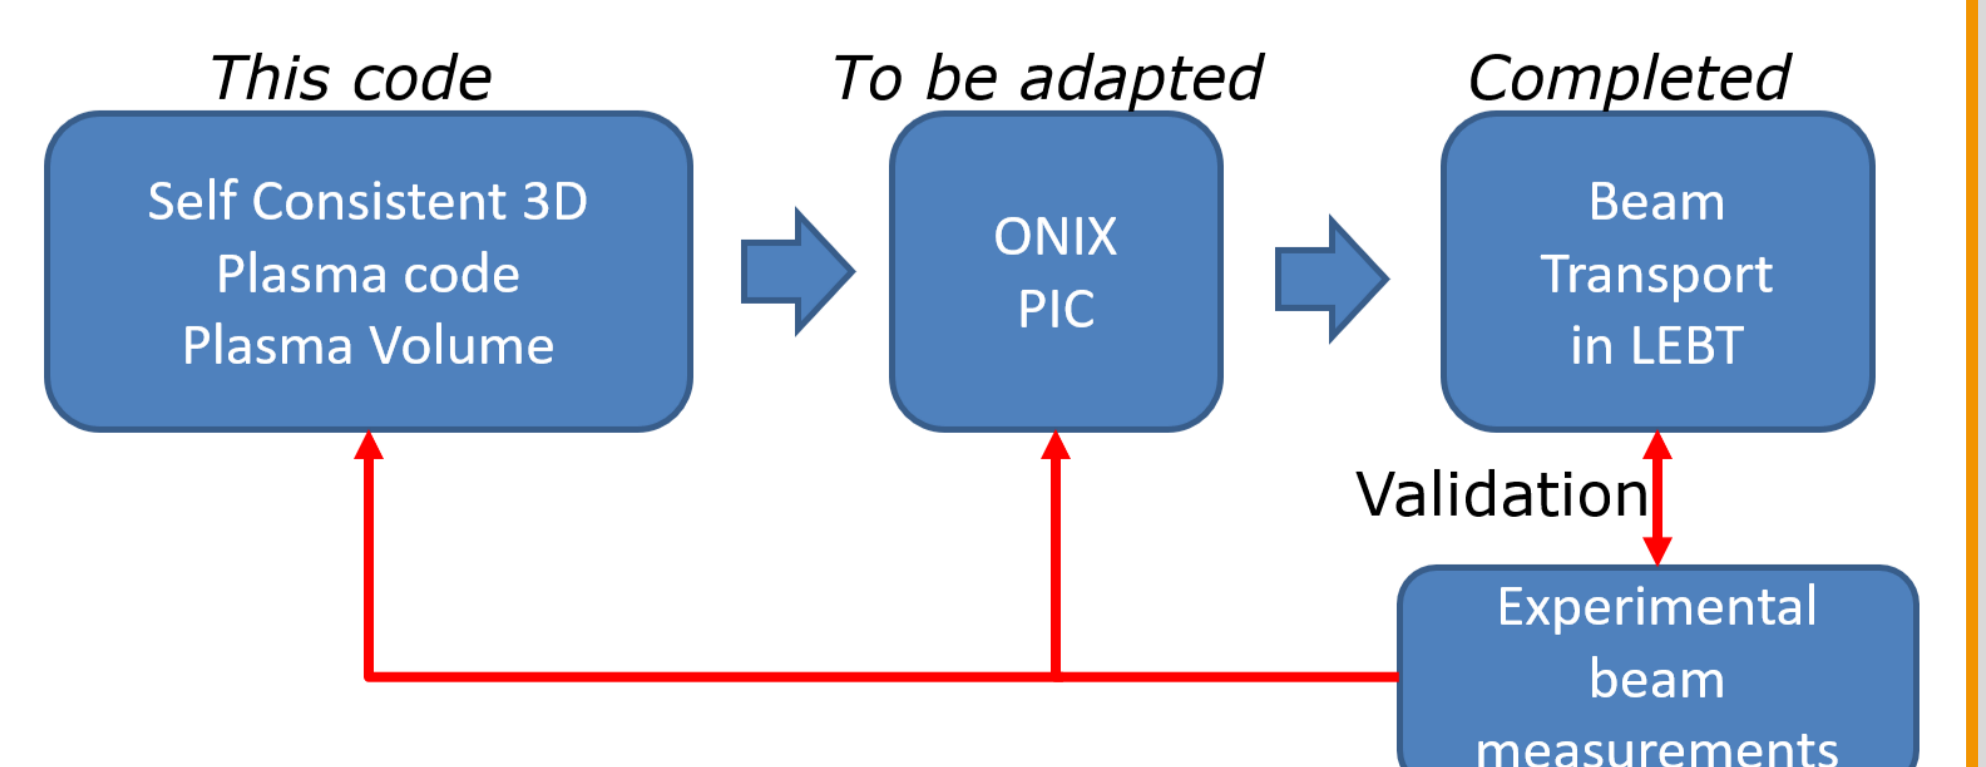 This code
To be adapted
Completed
Self Consistent 3D
Plasma code
Plasma Volume
ONIX
PIC
Beam
Transport
in LEBT
Validation
Experimental
beam
measurements